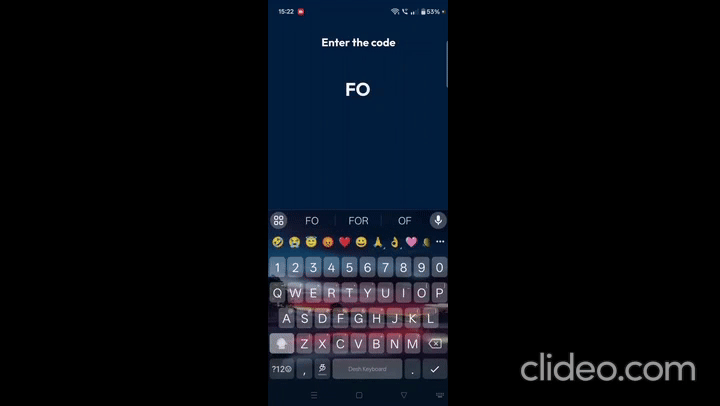 15:22 53%
Enter the code
FO
FO FOR OF
1 2 3 4 5 6 7 8 9 0
Q W E R T Y U I O P
A S D F G H J K L
Z X C V B N M
?12 , Desh Keyboard .
clideo.com